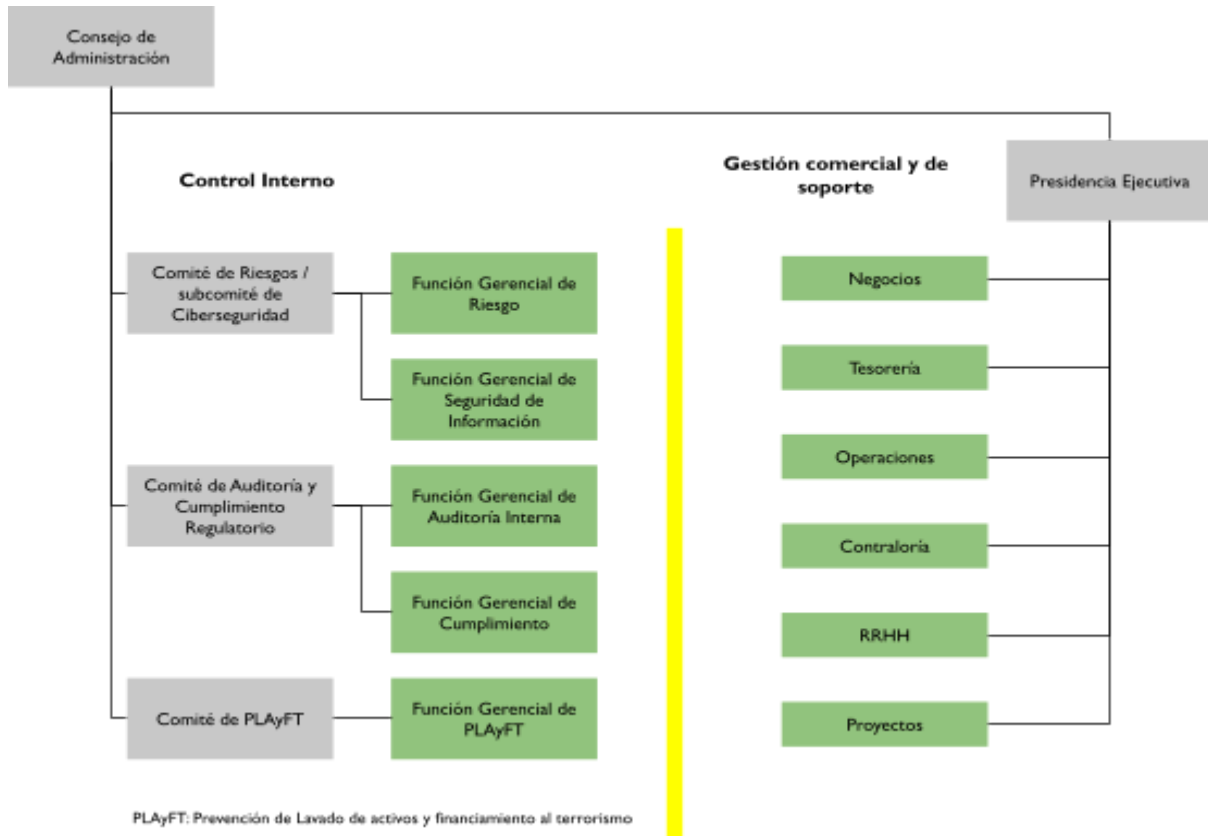 Consejo de
Administración
Control Interno
Gestión comercial y de
soporte
Presidencia Ejecutiva
Comité de Riesgos /
subcomité de
Ciberseguridad
Función Gerencial de
Riesgo
Función Gerencial de
Seguridad de
Información
Comité de Auditoría y
Cumplimiento
Regulatorio
Función Gerencial de
Auditoría Interna
Función Gerencial de
Cumplimiento
Comité de PLAyFT
Función Gerencial de
PLAyFT
Negocios
Tesorería
Operaciones
Contraloría
RRHH
Proyectos
PLAyFT: Prevención de Lavado de activos y financiamiento al terrorismo